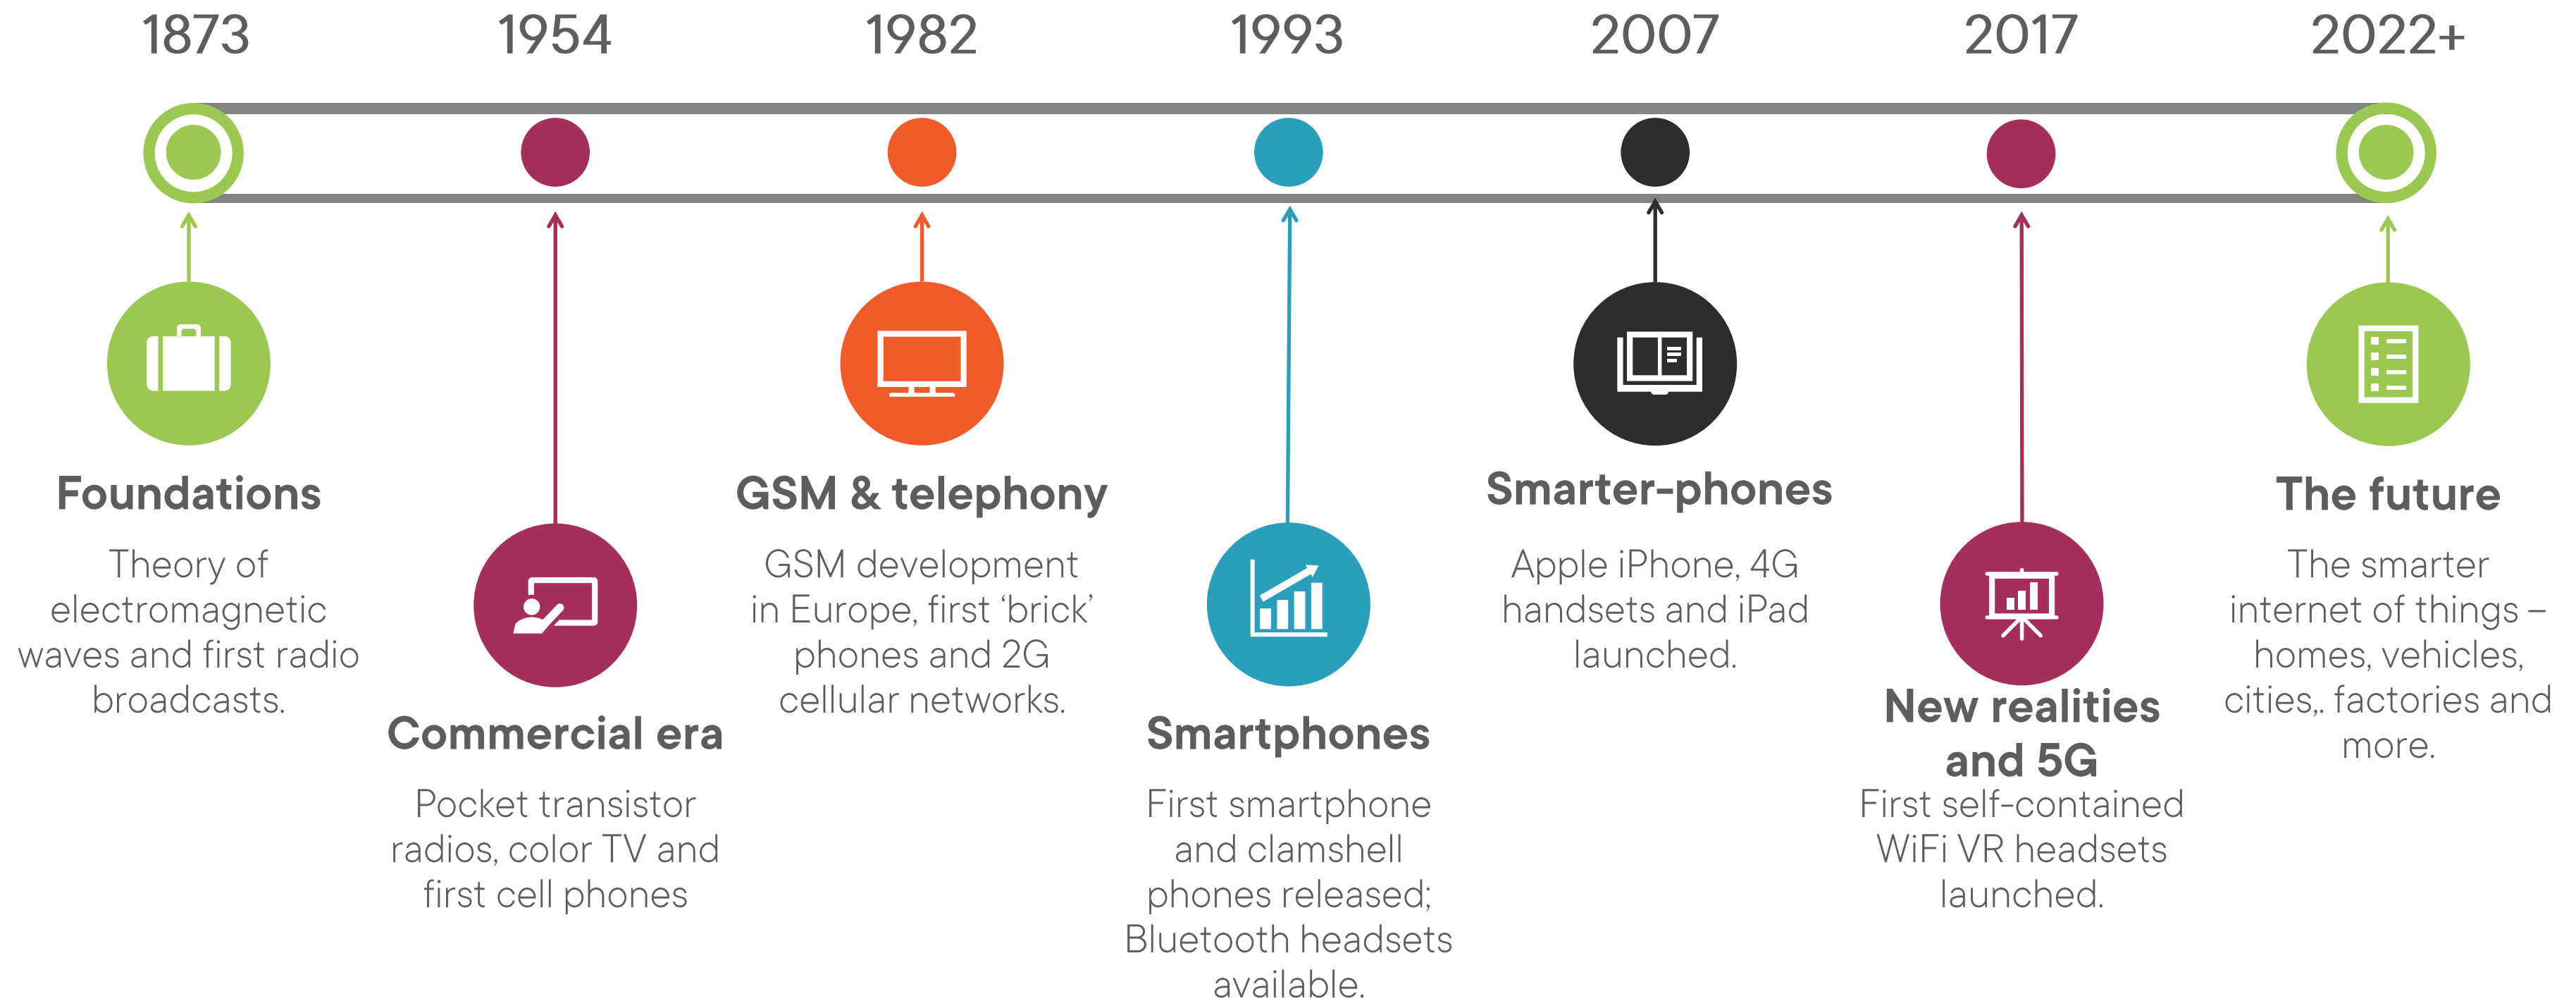 1873
1954
1982
1993
2007
2017
2022+
Foundations
Theory of
electromagnetic
waves and first radio
broadcasts.
Commercial era
Pocket transistor
radios, color TV and
first cell phones
GSM & telephony
GSM development
in Europe, first ‘brick’
phones and 2G
cellular networks.
Smartphones
First smartphone
and clamshell
phones released;
Bluetooth headsets
available.
Smarter-phones
Apple iPhone, 4G
handsets and iPad
launched.
New realities
and 5G
First self-contained
WiFi VR headsets
launched.
The future
The smarter
internet of things –
homes, vehicles,
cities,. factories and
more.